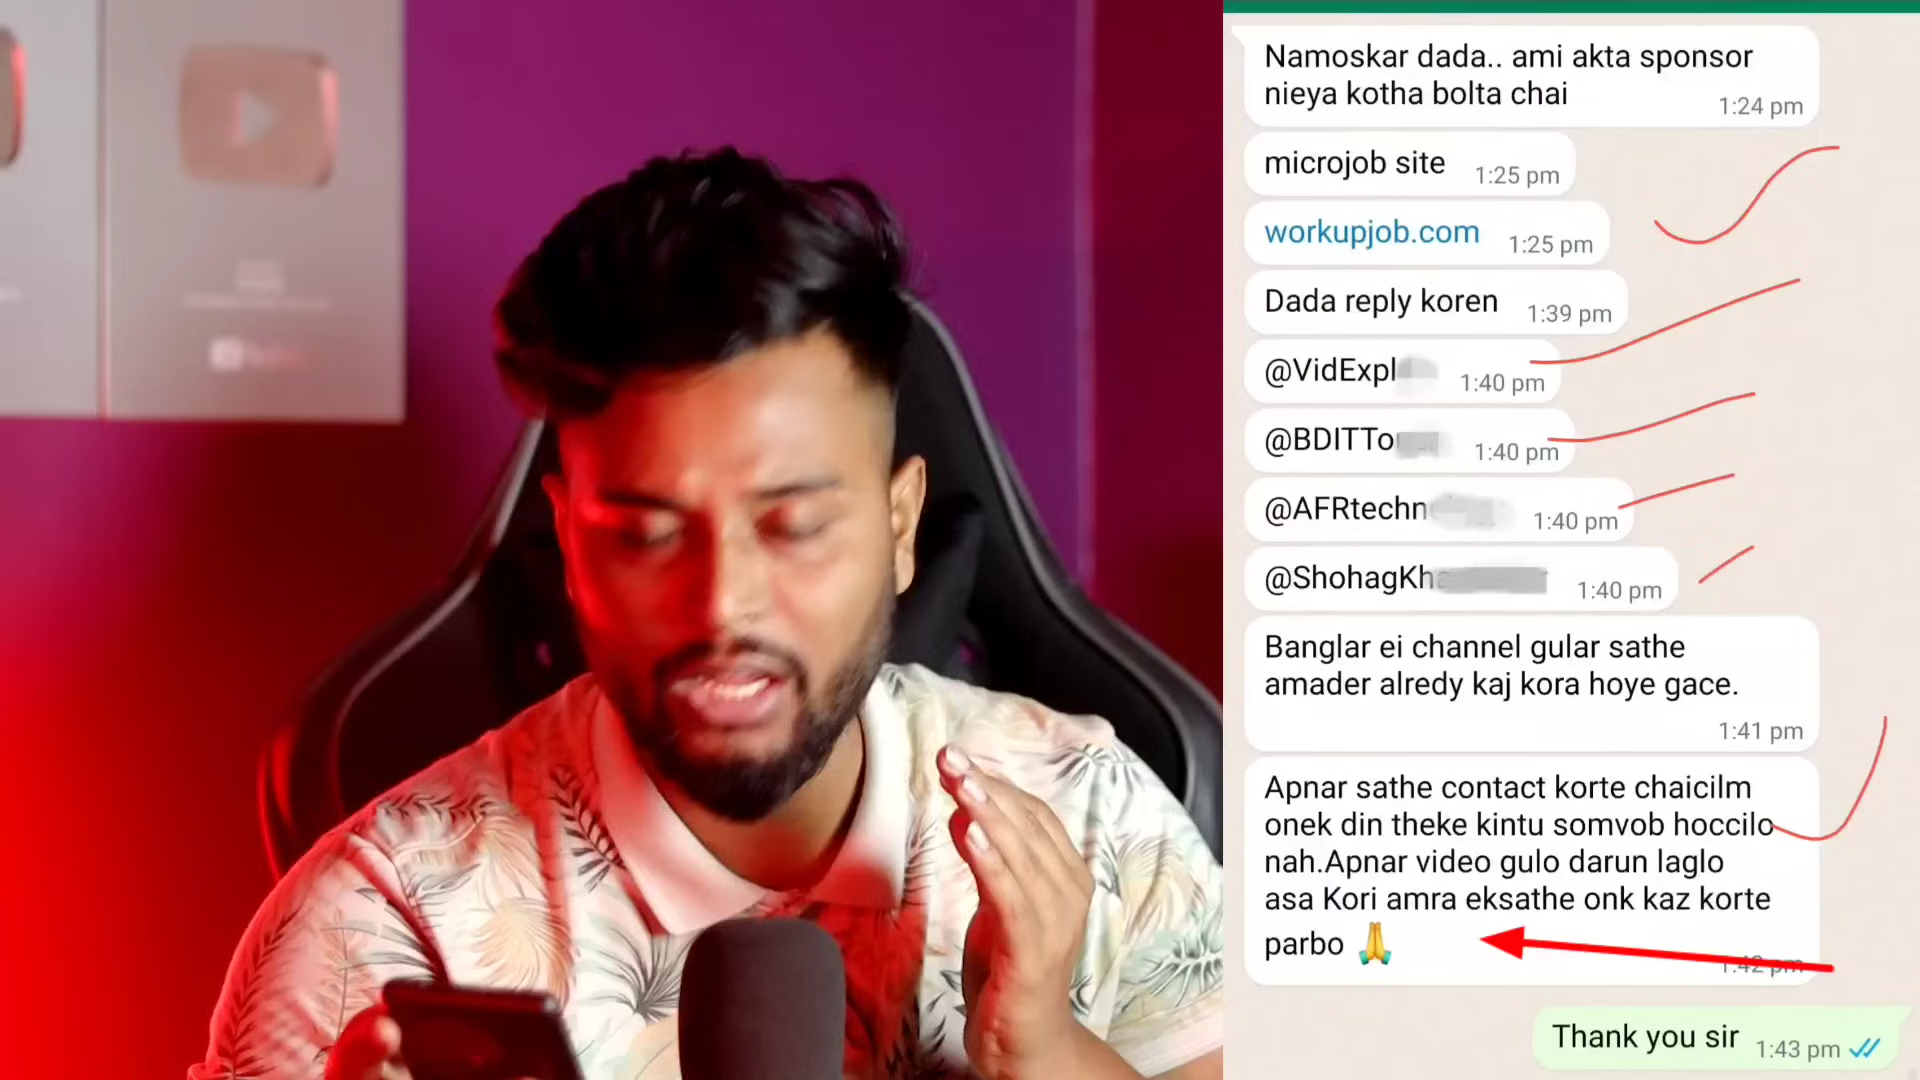 Namoskar dada.. ami akta sponsor
nieya kotha bolta chai
1:24 pm
microjob site 1:25 pm
workupjob.com 1:25 pm
Dada reply koren 1:39 pm
@VidExpl 1:40 pm
@BDITTo 1:40 pm
@AFRtechn 1:40 pm
@ShohagKh 1:40 pm
Banglar ei channel gular sathe
amader alredy kaj kora hoye gace.
1:41 pm
Apnar sathe contact korte chaicilm
onek din theke kintu somvob hoccilo
nah.Apnar video gulo darun laglo
asa Kori amra eksathe onk kaz korte
parbo 🙏
1:42 pm
Thank you sir 1:43 pm